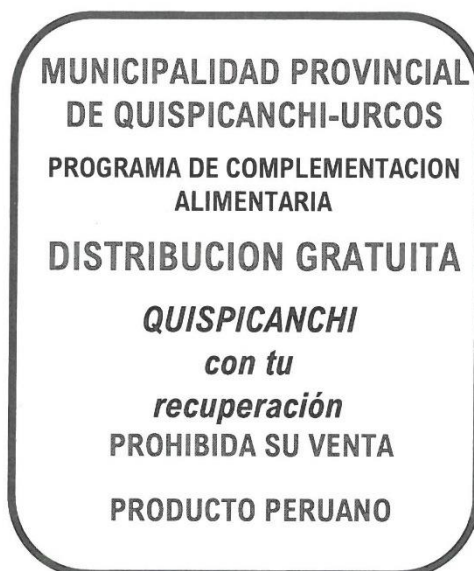 MUNICIPALIDAD PROVINCIAL
DE QUISPICANCHI-URCOS
PROGRAMA DE COMPLEMENTACION
ALIMENTARIA
DISTRIBUCION GRATUITA
QUISPICANCHI
con tu
recuperación
PROHIBIDA SU VENTA
PRODUCTO PERUANO